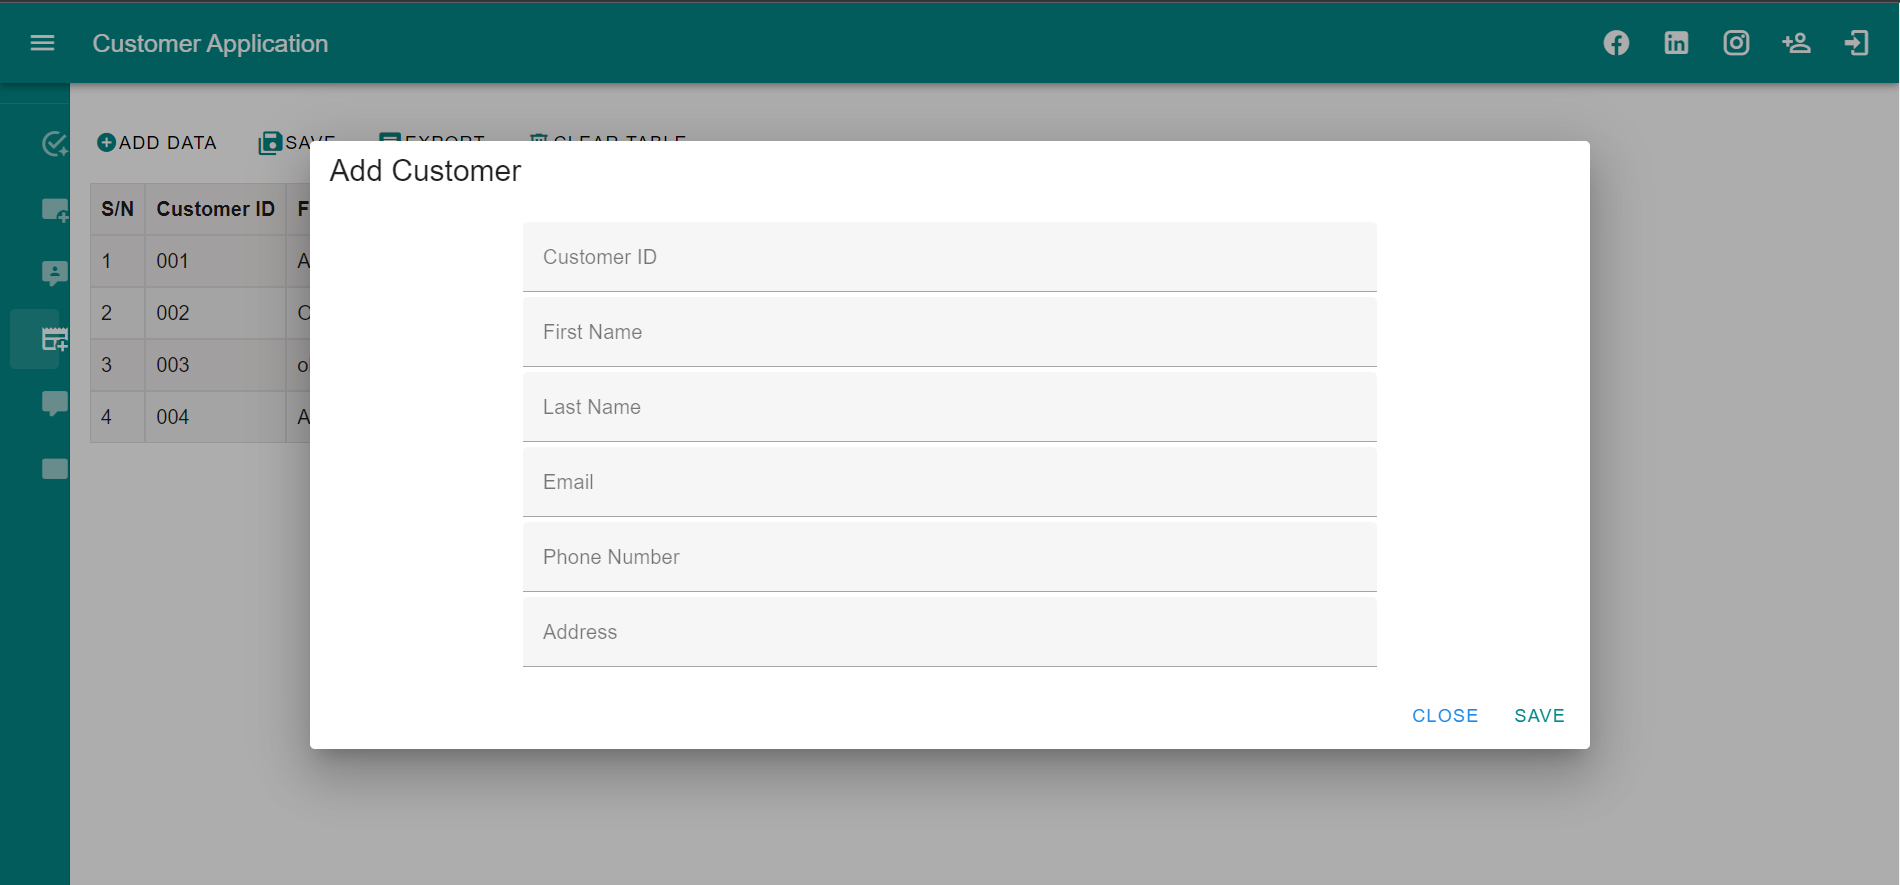 Customer Application
ADD DATA SAVE EXPORT CLEAR TABLE
Add Customer
S/N Customer ID F
1 001 A
2 002
3 003
4 004 A
Customer ID
First Name
Last Name
Email
Phone Number
Address
CLOSE SAVE